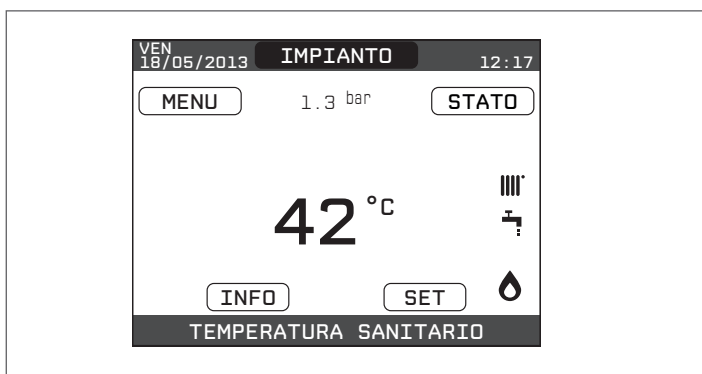 VEN
18/05/2013 IMPIANTO 12:17
MENU 1.3 bar STATO
42 °C
INFO SET
TEMPERATURA SANITARIO